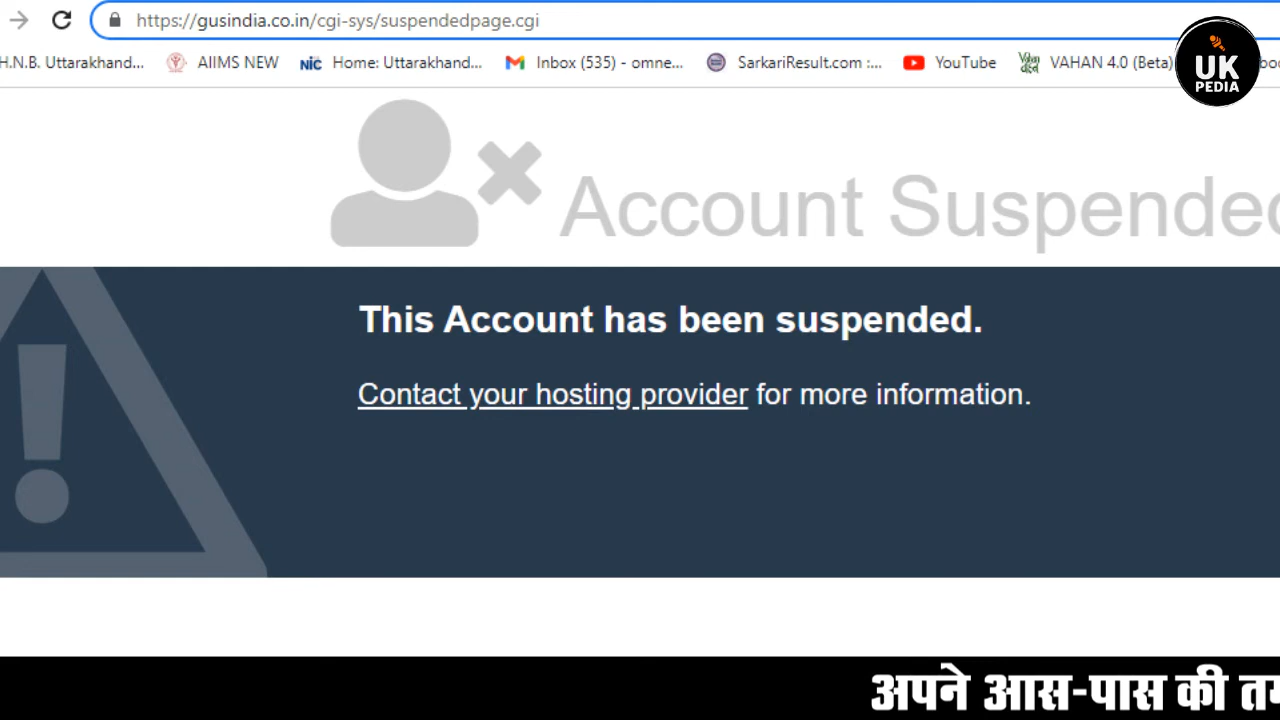 https://gusindia.co.in/cgi-sys/suspendedpage.cgi
H.N.B. Uttarakhand... AIIMS NEW NIC Home: Uttarakhand... Inbox (535) - omne... SarkariResult.com :... YouTube VAHAN 4.0 (Beta)
UK
PEDIA
Account Suspended
This Account has been suspended.
Contact your hosting provider for more information.
अपने आस-पास की